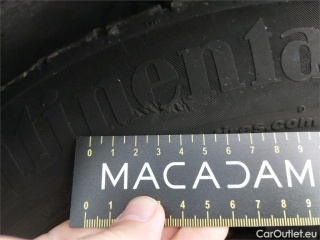 ntinenta
0 1 2 3 4 5 6 7 8 9
MACADAM
0 1 2 3 4 5 6 7 8 9
CarOutlet.eu